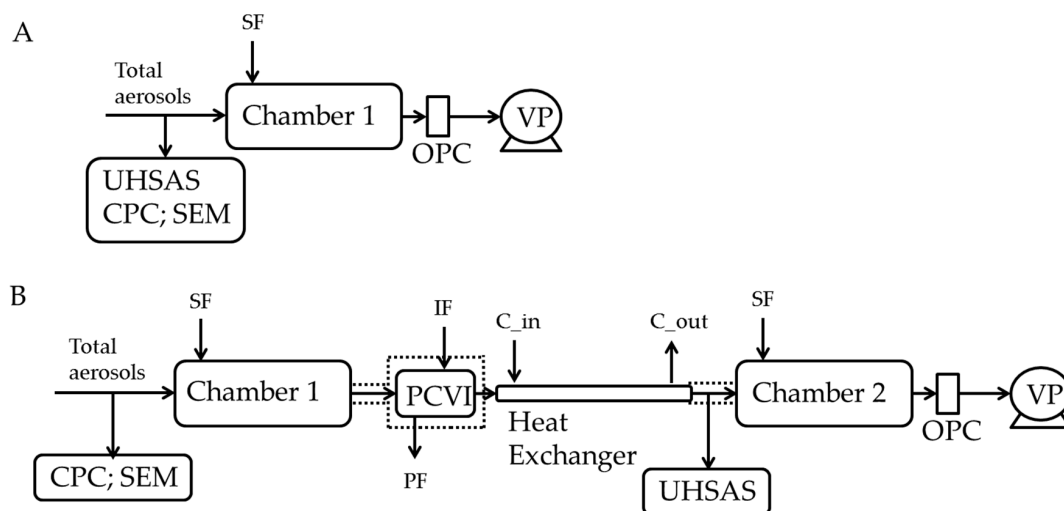 A
SF
Total
aerosols
Chamber 1
VP
OPC
UHSAS
CPC; SEM
B
SF
IF
C_in
C_out
SF
Total
aerosols
Chamber 1
PCVI
Chamber 2
VP
Heat
Exchanger
OPC
CPC; SEM
PF
UHSAS